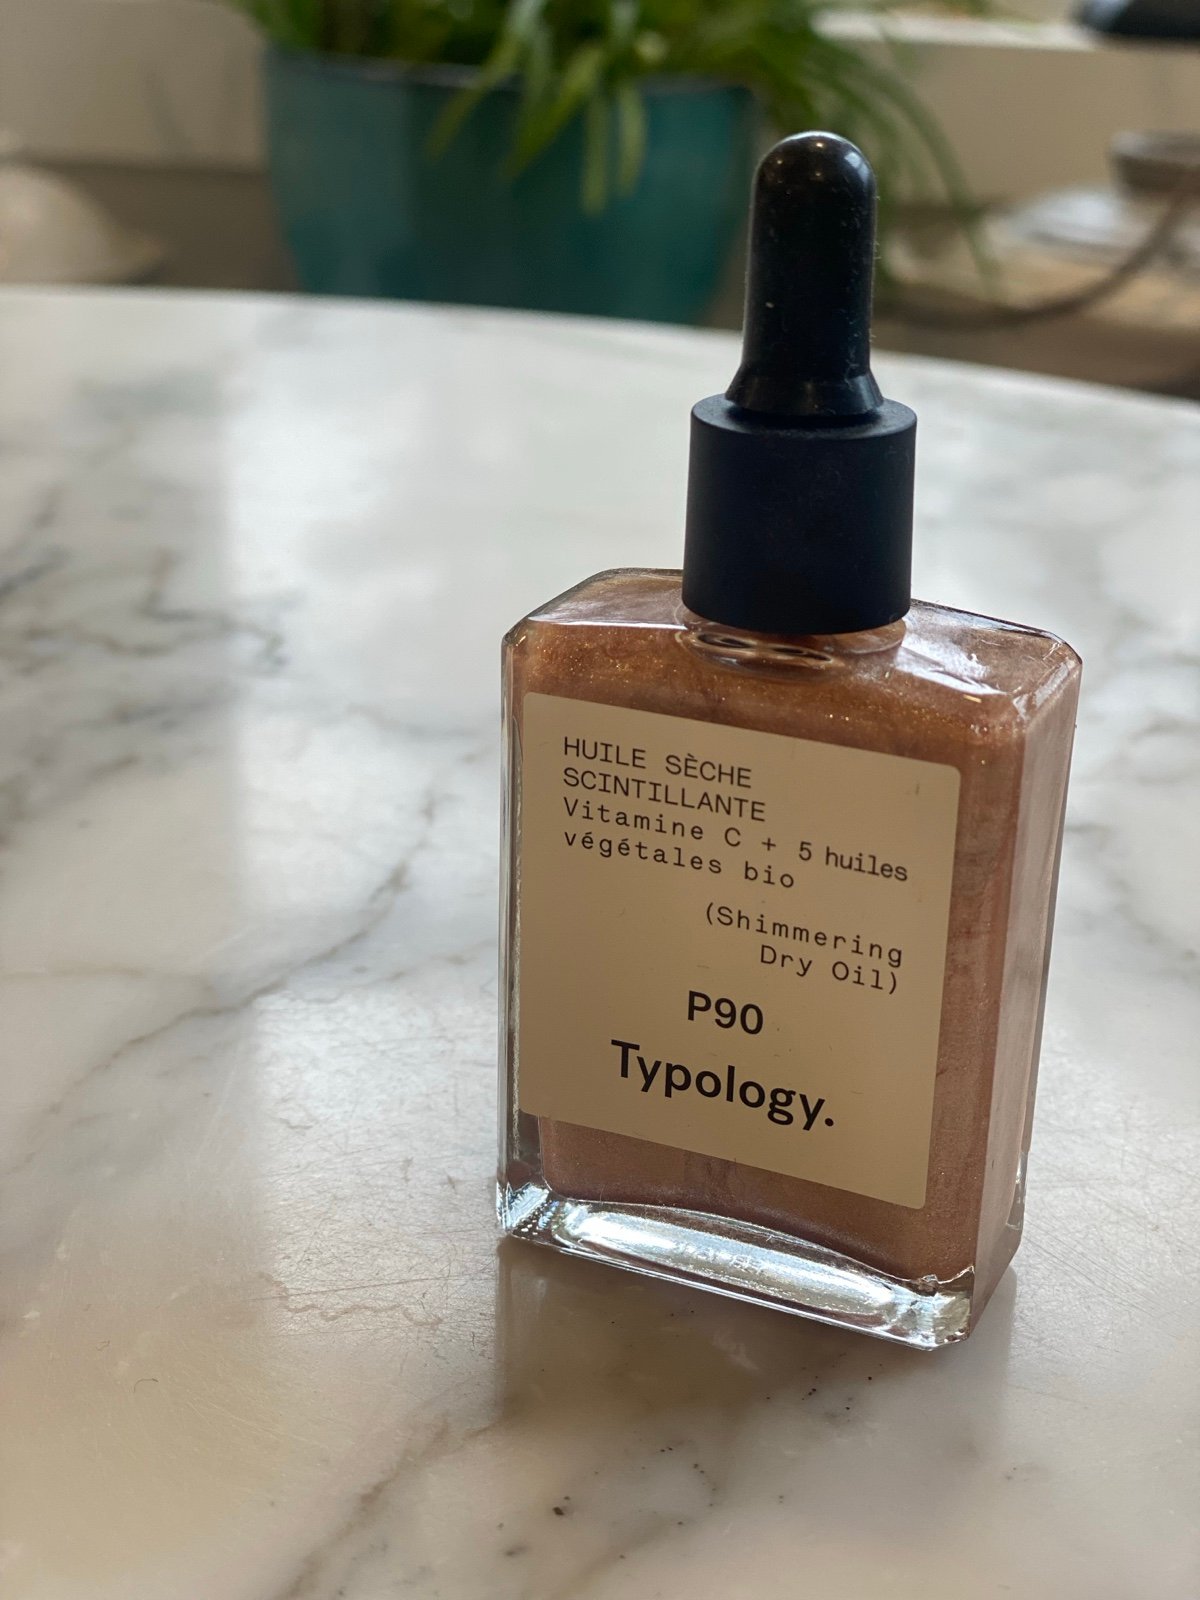 HUILE SÈCHE
SCINTILLANTE
Vitamine C + 5 huiles
végétales bio
(Shimmering
Dry Oil)
P90
Typology.